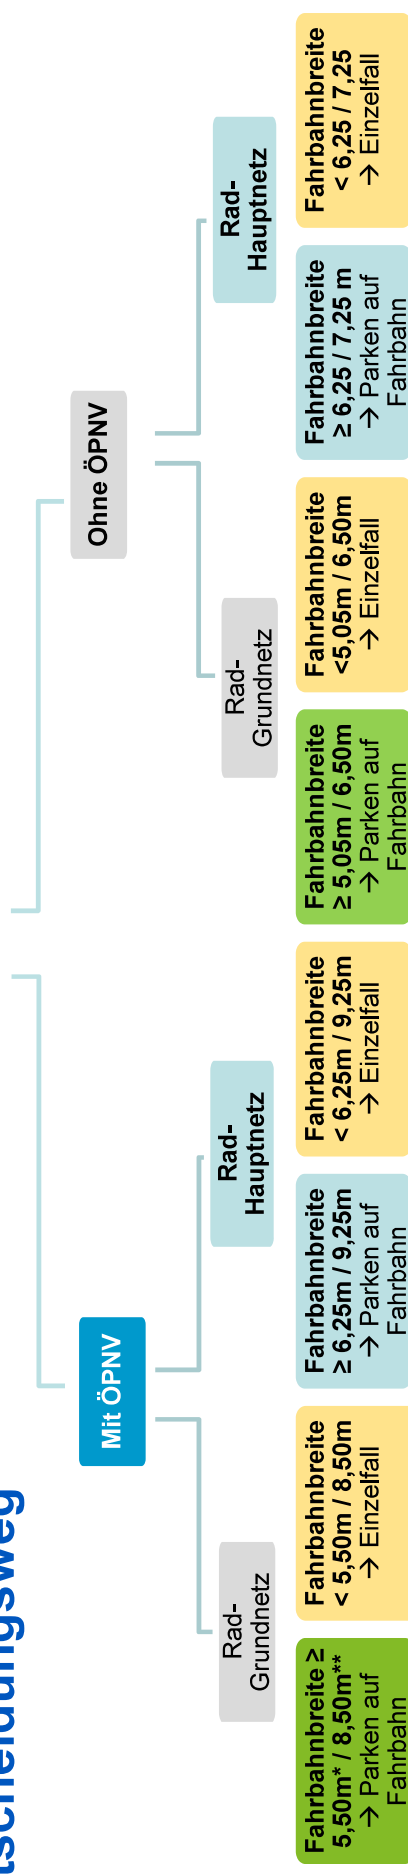 tscheidungsweg
Mit ÖPNV
Ohne ÖPNV
Rad-
Grundnetz
Rad-
Hauptnetz
Rad-
Grundnetz
Rad-
Hauptnetz
Fahrbahnbreite ≥
5,50m* / 8,50m**
→ Parken auf
Fahrbahn
Fahrbahnbreite
< 5,50m / 8,50m
→ Einzelfall
Fahrbahnbreite
≥ 6,25m / 9,25m
→ Parken auf
Fahrbahn
Fahrbahnbreite
< 6,25m / 9,25m
→ Einzelfall
Fahrbahnbreite
≥ 5,05m / 6,50m
→ Parken auf
Fahrbahn
Fahrbahnbreite
<5,05m / 6,50m
→ Einzelfall
Fahrbahnbreite
≥ 6,25 / 7,25 m
→ Parken auf
Fahrbahn
Fahrbahnbreite
< 6,25 / 7,25
→ Einzelfall